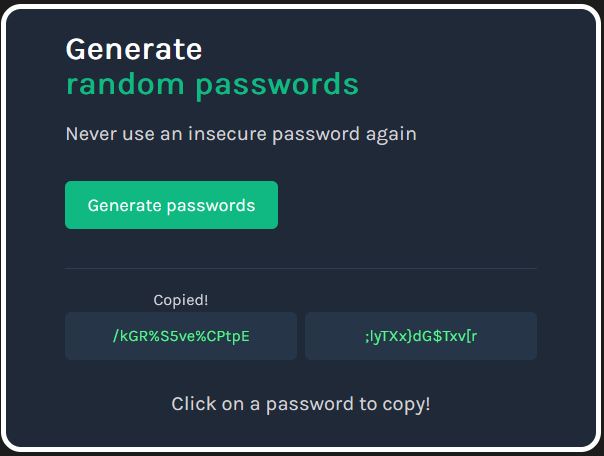 Generate
random passwords
Never use an insecure password again
Generate passwords
Copied!
/kGR%S5ve%CPtpE
;|yTXx}dG$Txv[r
Click on a password to copy!